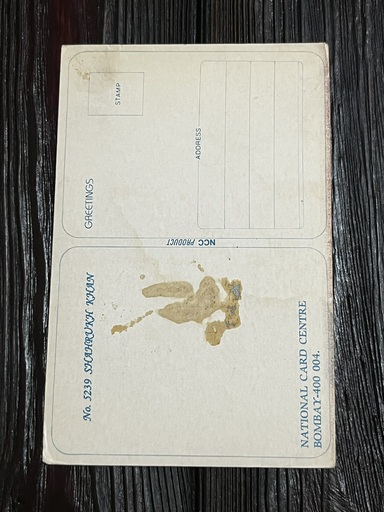 No. 5239 SHAHRUKH KHAN
NATIONAL CARD CENTRE
BOMBAY-400 004.
NCC PRODUCT
GREETINGS
STAMP
ADDRESS